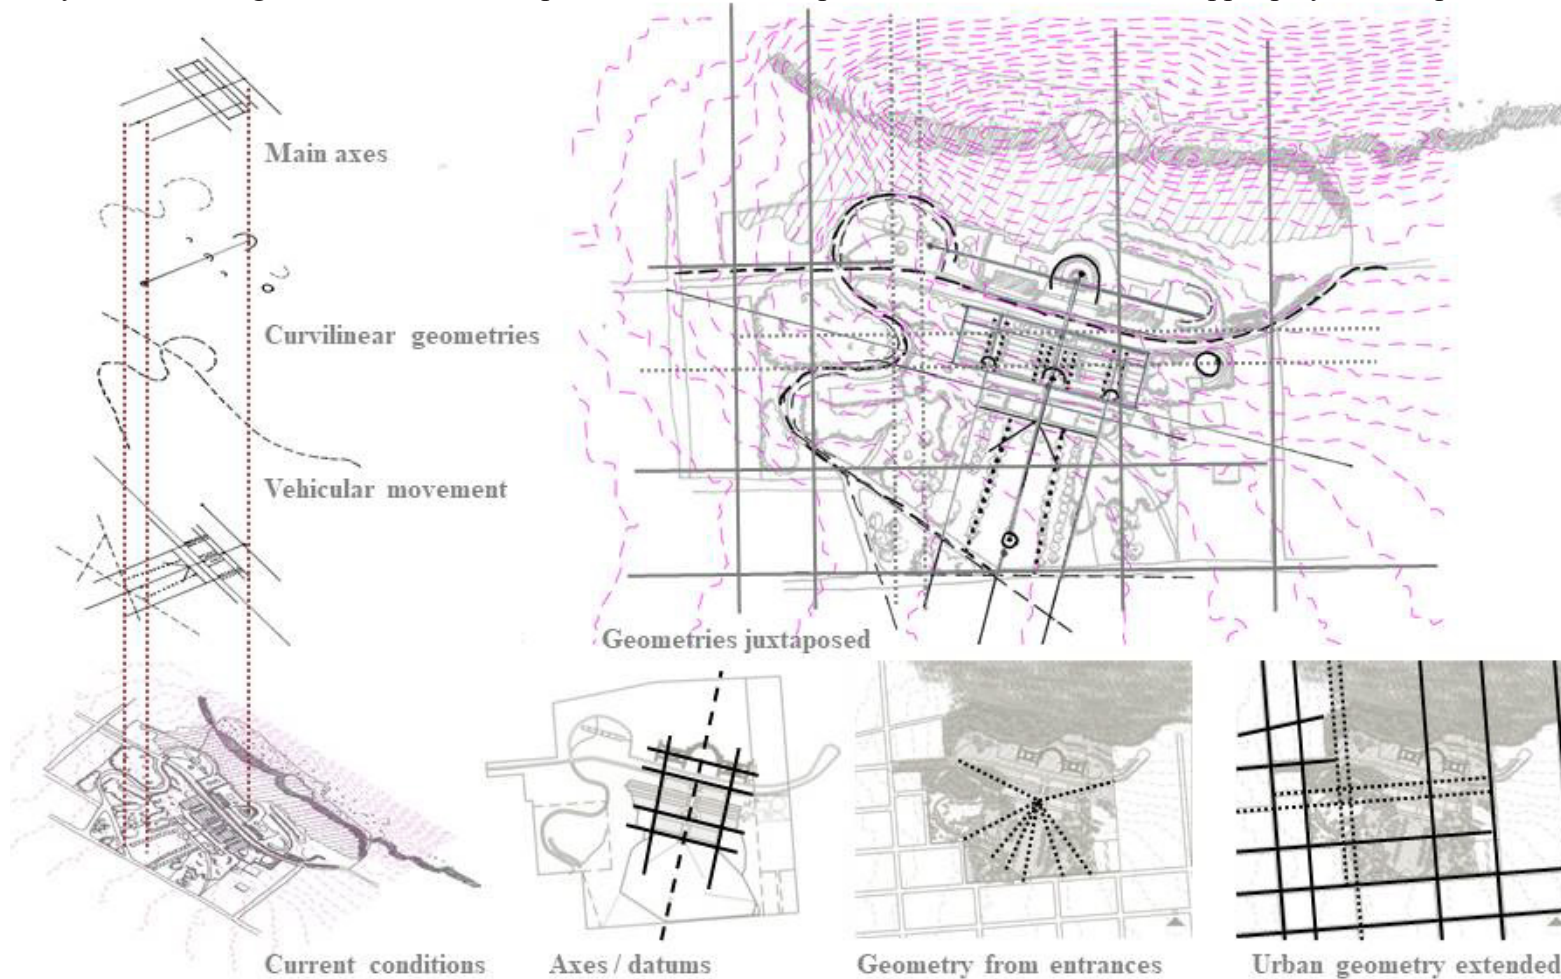 Main axes
Curvilinear geometries
Vehicular movement
Geometries juxtaposed
Current conditions
Axes / datums
Geometry from entrances
Urban geometry extended